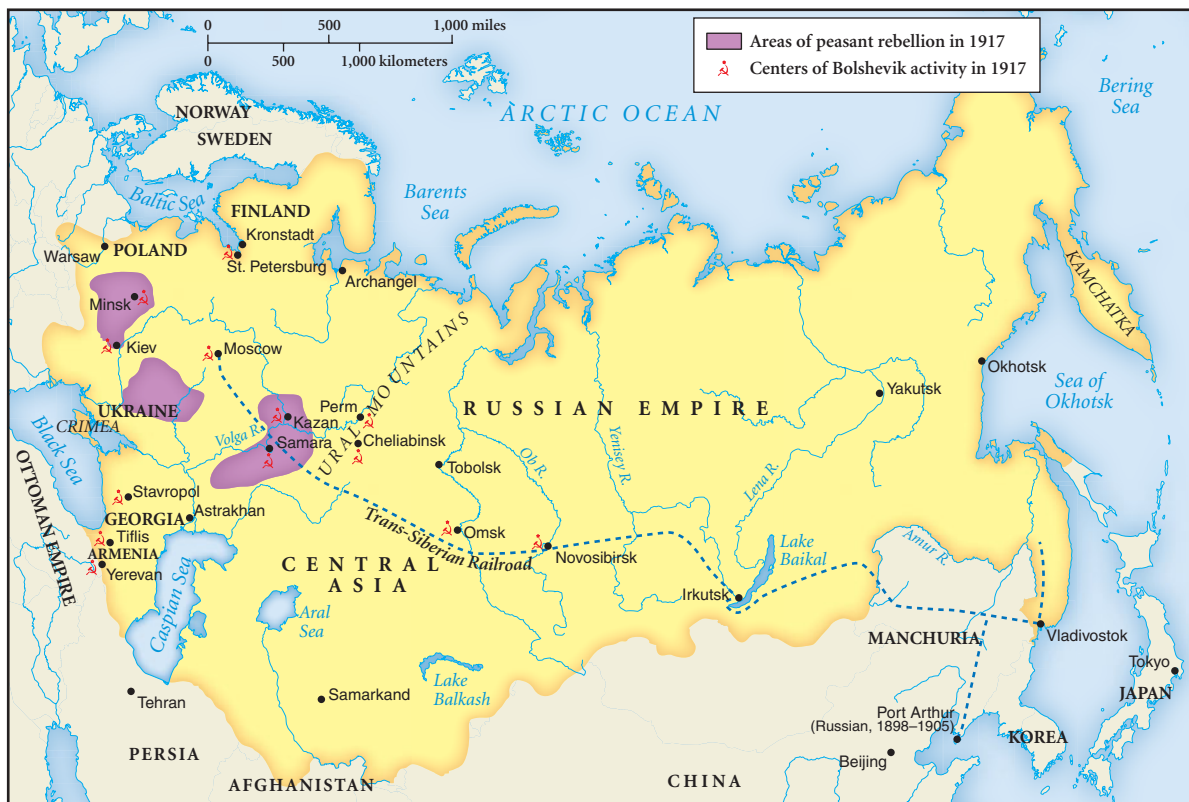 0 500 1,000 miles
0 500 1,000 kilometers
Areas of peasant rebellion in 1917
Centers of Bolshevik activity in 1917
ARCTIC OCEAN
Bering
Sea
NORWAY
SWEDEN
Baltic Sea
Barents
Sea
FINLAND
Kronstadt
St. Petersburg
Warsaw
POLAND
Archangel
Minsk
Kiev
Moscow
KAMCHATKA
Okhotsk
Sea of
Okhotsk
Yakutsk
URAL MOUNTAINS
RUSSIAN EMPIRE
UKRAINE
CRIMEA
Black Sea
Perm
Kazan
Volga R.
Samara
Cheliabinsk
Tobolsk
Ob R.
Yenisey R.
Lena R.
OTTOMAN EMPIRE
Stavropol
GEORGIA
Astrakhan
Tiflis
ARMENIA
Yerevan
Caspian Sea
Omsk
Trans-Siberian Railroad
Novosibirsk
CENTRAL
ASIA
Aral
Sea
Lake
Baikal
Irkutsk
Amur R.
MANCHURIA
Vladivostok
Lake
Balkash
Samarkand
Tehran
Tokyo
JAPAN
Port Arthur
(Russian, 1898–1905)
KOREA
Beijing
PERSIA
AFGHANISTAN
CHINA